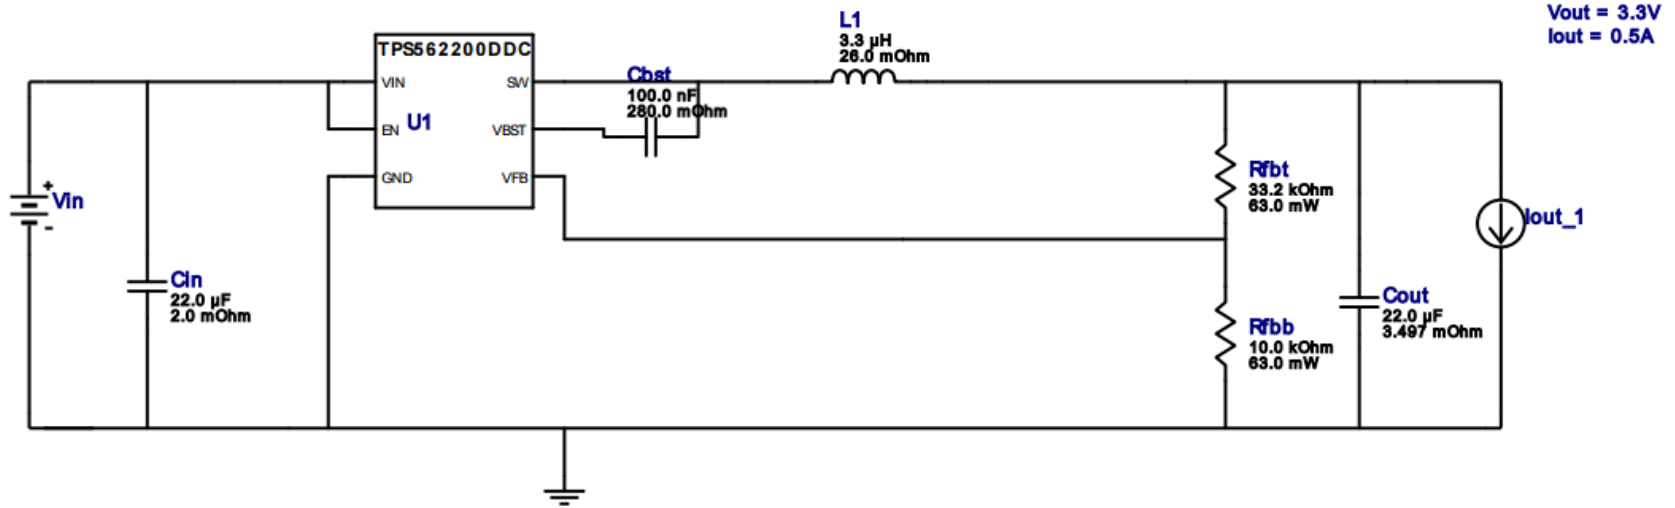 Vout = 3.3V
Iout = 0.5A
L1
3.3 µH
26.0 mOhm
TPS562200DDC
VIN
SW
EN
U1
VBST
GND
VFB
Cbst
100.0 nF
280.0 mOhm
Vin
+
-
Cin
22.0 µF
2.0 mOhm
Rfbt
33.2 kOhm
63.0 mW
Iout_1
Rfbb
10.0 kOhm
63.0 mW
Cout
22.0 µF
3.497 mOhm